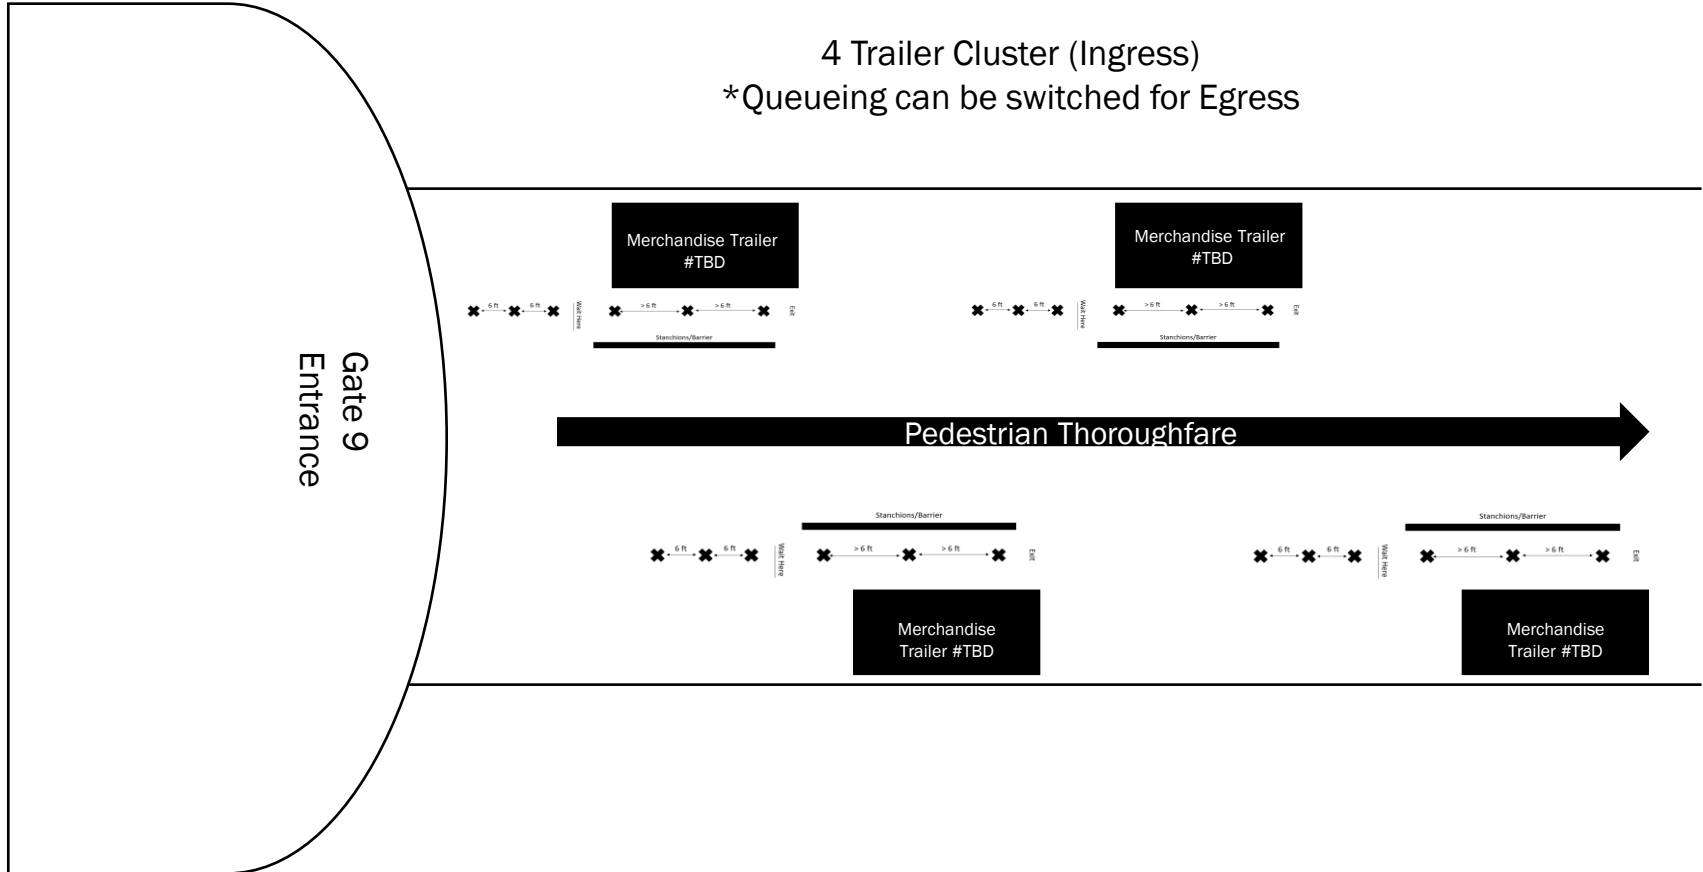 4 Trailer Cluster (Ingress)
*Queueing can be switched for Egress
Merchandise Trailer
#TBD
Merchandise Trailer
#TBD
6 ft
6 ft
Wait Here
> 6 ft
> 6 ft
Exit
6 ft
6 ft
Wait Here
> 6 ft
> 6 ft
Exit
Stanchions/Barrier
Stanchions/Barrier
Gate 9
Entrance
Pedestrian Thoroughfare
Stanchions/Barrier
Stanchions/Barrier
6 ft
6 ft
Wait Here
> 6 ft
> 6 ft
Exit
6 ft
6 ft
Wait Here
> 6 ft
> 6 ft
Exit
Merchandise
Trailer #TBD
Merchandise
Trailer #TBD